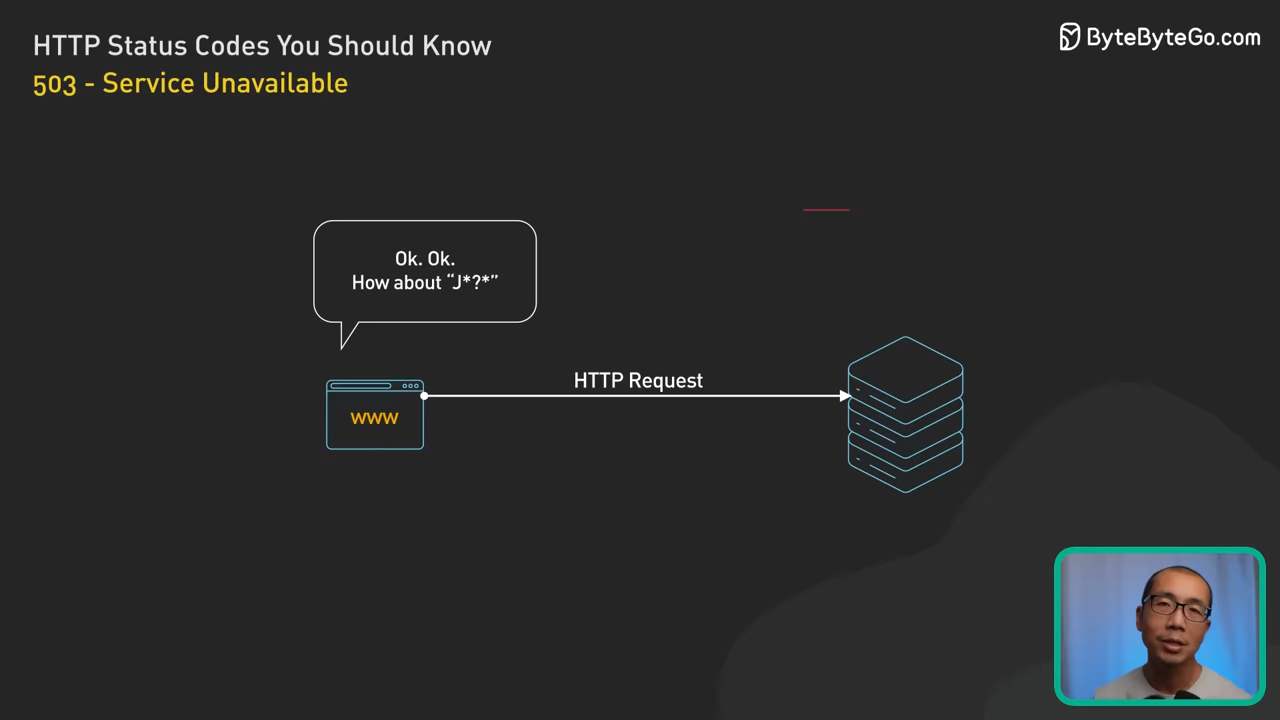 HTTP Status Codes You Should Know
ByteByteGo.com
503 - Service Unavailable
Ok. Ok.
How about “J*?*”
HTTP Request
WWW